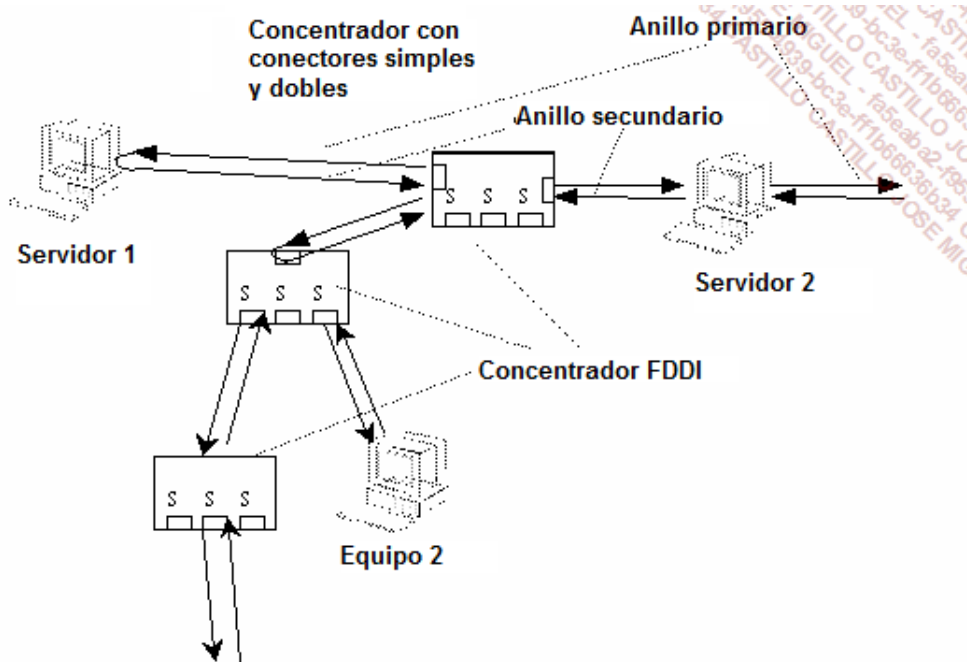 Concentrador con
conectores simples
y dobles
Anillo primario
Anillo secundario
S S S
Servidor 1
Servidor 2
S S S
Concentrador FDDI
S S S
Equipo 2